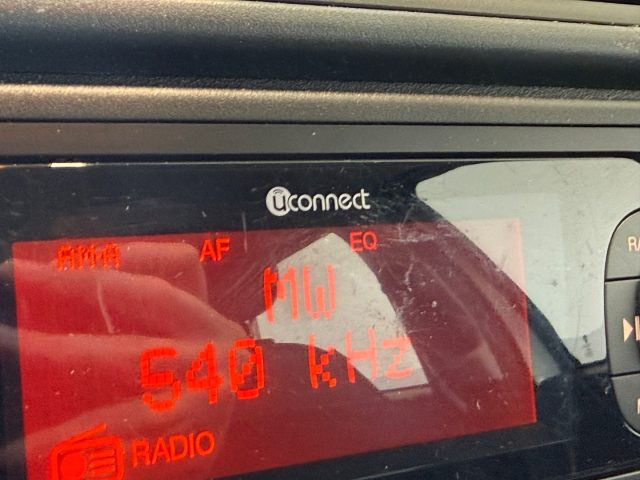 uconnect
AF EQ
MW
540 kHz
RADIO